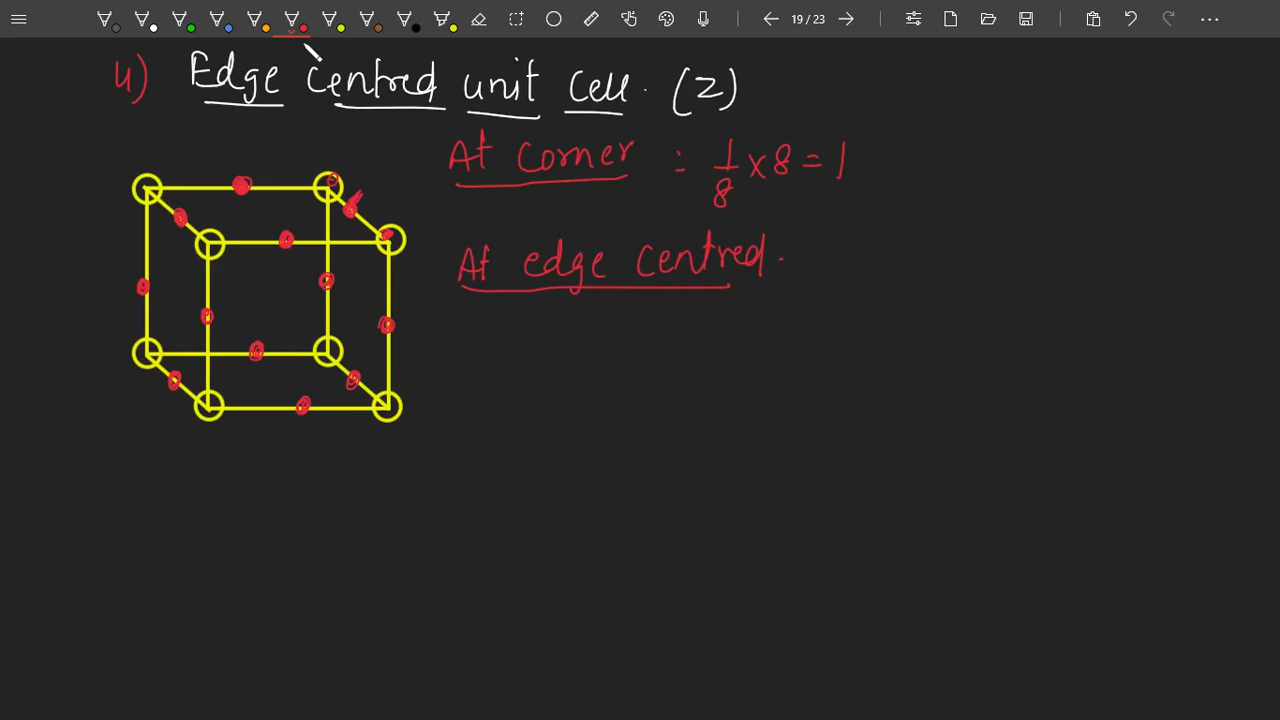 19 / 23
4) Edge Centred unit Cell. (Z)
At Corner : 1/8 x 8 = 1
At edge Centred.